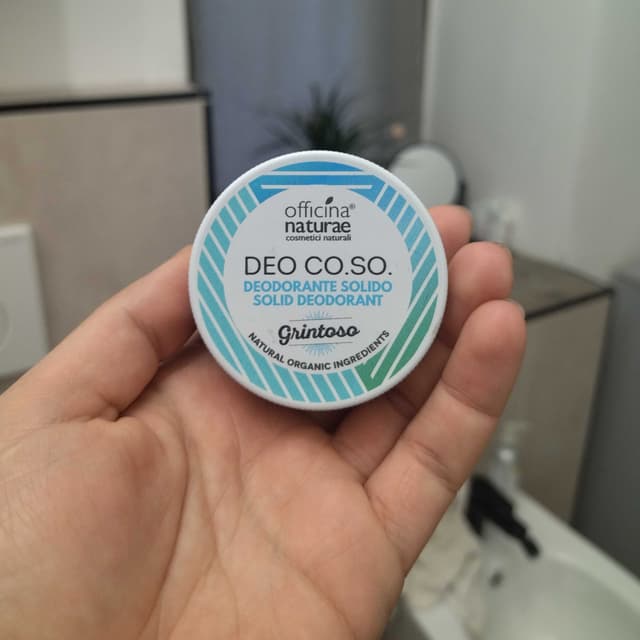 officina®
naturae
cosmetici naturali
DEO CO.SO.
DEODORANTE SOLIDO
SOLID DEODORANT
Grintoso
NATURAL ORGANIC INGREDIENTS